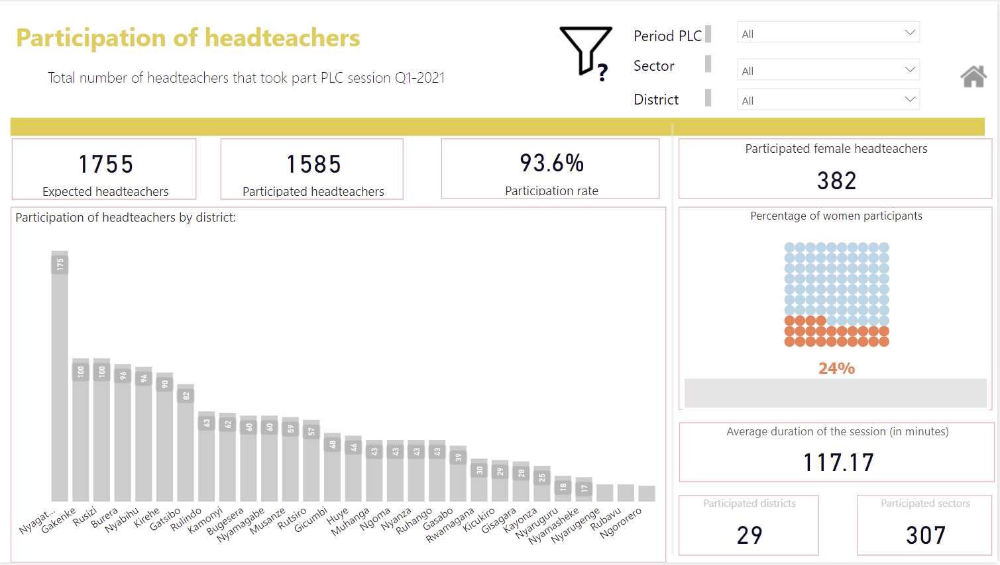 Participation of headteachers
Total number of headteachers that took part PLC session Q1-2021
?
Period PLC
All
Sector
All
District
All
1755
Expected headteachers
1585
Participated headteachers
93.6%
Participation rate
Participated female headteachers
382
Participation of headteachers by district:
175
100
100
96
94
90
82
63
62
60
60
59
57
48
46
43
43
43
43
39
30
29
28
25
18
17
Nyagat...
Gakenke
Rusizi
Burera
Nyabihu
Kirehe
Gatsibo
Rulindo
Kamonyi
Bugesera
Nyamagabe
Musanze
Rutsiro
Gicumbi
Huye
Muhanga
Ngoma
Nyanza
Ruhango
Gasabo
Rwamagana
Kicukiro
Gisagara
Kayonza
Nyaruguru
Nyamasheke
Nyarugenge
Rubavu
Ngororero
Percentage of women participants
24%
Average duration of the session (in minutes)
117.17
Participated districts
29
Participated sectors
307